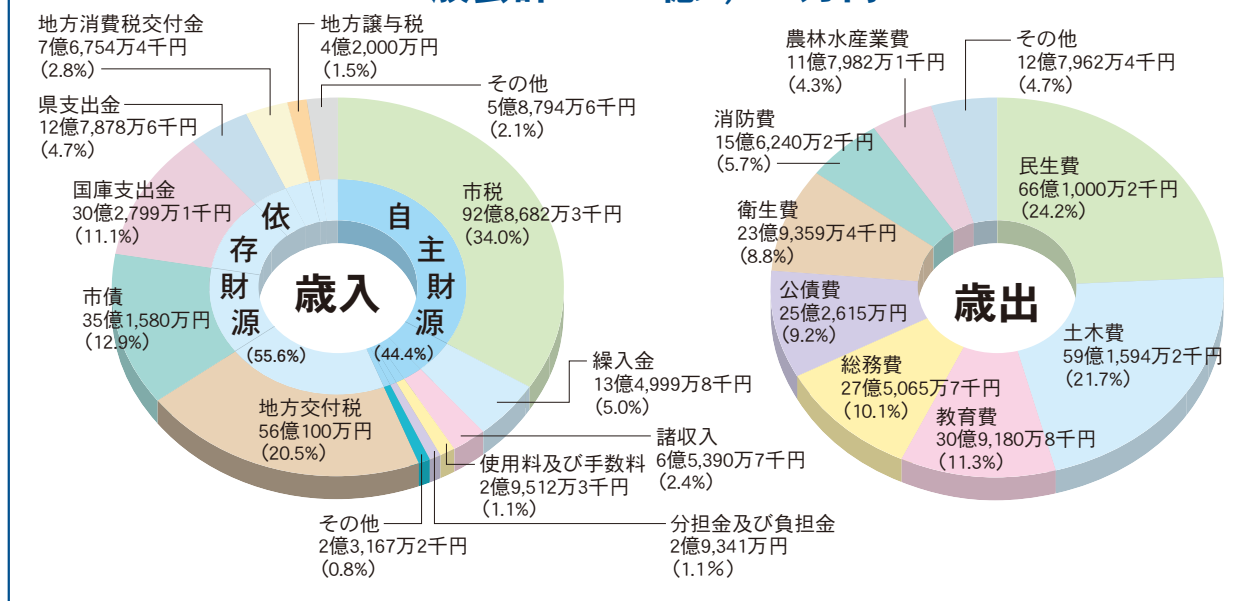 地方消費税交付金
7億6,754万4千円
(2.8%)
地方譲与税
4億2,000万円
(1.5%)
その他
5億8,794万6千円
(2.1%)
県支出金
12億7,878万6千円
(4.7%)
国庫支出金
30億2,799万1千円
(11.1%)
市債
35億1,580万円
(12.9%)
地方交付税
56億100万円
(20.5%)
依存財源
(55.6%)
自主財源
(44.4%)
歳入
市税
92億8,682万3千円
(34.0%)
繰入金
13億4,999万8千円
(5.0%)
諸収入
6億5,390万7千円
(2.4%)
使用料及び手数料
2億9,512万3千円
(1.1%)
分担金及び負担金
2億9,341万円
(1.1%)
その他
2億3,167万2千円
(0.8%)
農林水産業費
11億7,982万1千円
(4.3%)
その他
12億7,962万4千円
(4.7%)
消防費
15億6,240万2千円
(5.7%)
衛生費
23億9,359万4千円
(8.8%)
公債費
25億2,615万円
(9.2%)
総務費
27億5,065万7千円
(10.1%)
教育費
30億9,180万8千円
(11.3%)
土木費
59億1,594万2千円
(21.7%)
民生費
66億1,000万2千円
(24.2%)
歳出